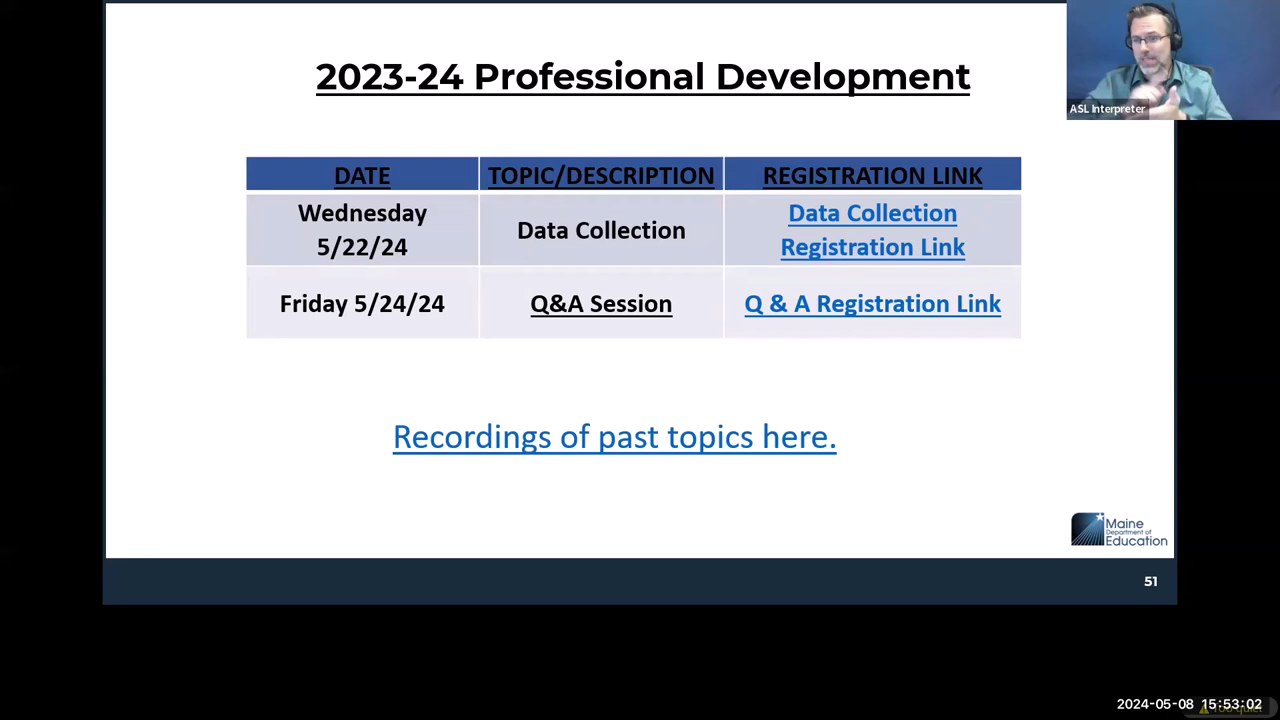 2023-24 Professional Development
ASL Interpreter
DATE TOPIC/DESCRIPTION REGISTRATION LINK
Wednesday
5/22/24
Data Collection
Data Collection
Registration Link
Friday 5/24/24 Q&A Session Q & A Registration Link
Recordings of past topics here.
Maine
Department of
Education
51
2024-05-08 15:53:02